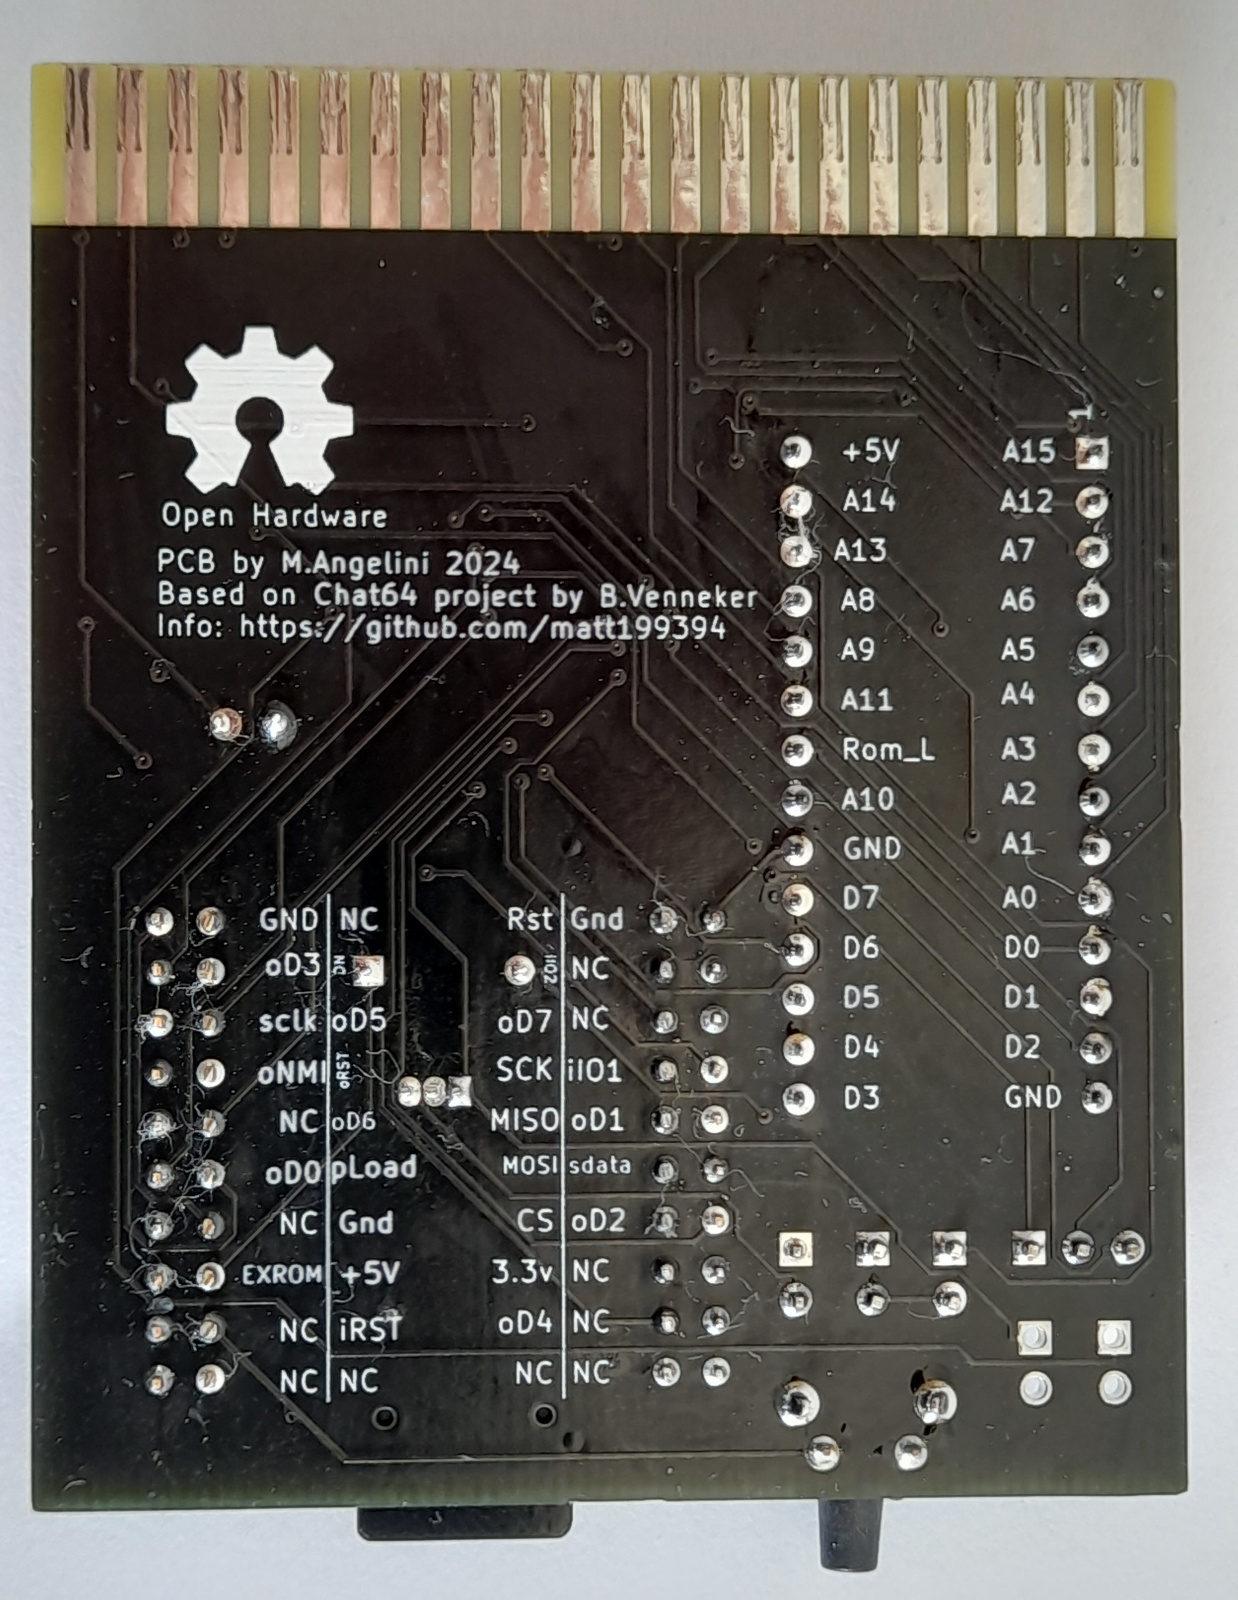 Open Hardware
PCB by M.Angelini 2024
Based on Chat64 project by B.Venneker
Info: https://github.com/matt199394
1
+5V A15
A14 A12
A13 A7
A8 A6
A9 A5
A11 A4
Rom_L A3
A10 A2
GND A1
D7 A0
D6 D0
D5 D1
D4 D2
D3 GND
GND NC
oD3 NC
sclk oD5
oNMI oRST
NC oD6
oD0 pLoad
NC Gnd
EXROM +5V
NC iRST
NC NC
Rst Gnd
iIO2 NC
oD7 NC
SCK iIO1
MISO oD1
MOSI sdata
CS oD2
3.3v NC
oD4 NC
NC NC